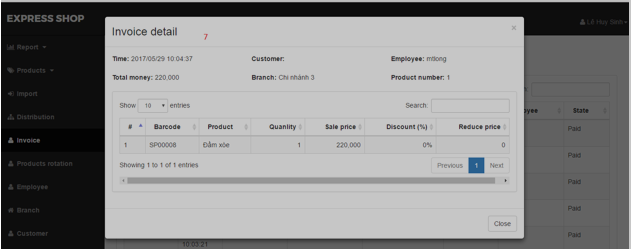 EXPRESS SHOP
Lê Huy Sinh
Report
Products
Import
Distribution
Invoice
Products rotation
Employee
Branch
Customer
Invoice detail
7
×
Time: 2017/05/29 10:04:37 Customer: Employee: mtlong
Total money: 220,000 Branch: Chi nhánh 3 Product number: 1
Show 10 entries Search:
# Barcode Product Quanlity Sale price Discount (%) Reduce price
1 SP00008 Đầm xòe 1 220.000 0% 0
Showing 1 to 1 of 1 entries Previous 1 Next
Close
State
Paid
Paid
Paid
Paid
Paid
10:03:21